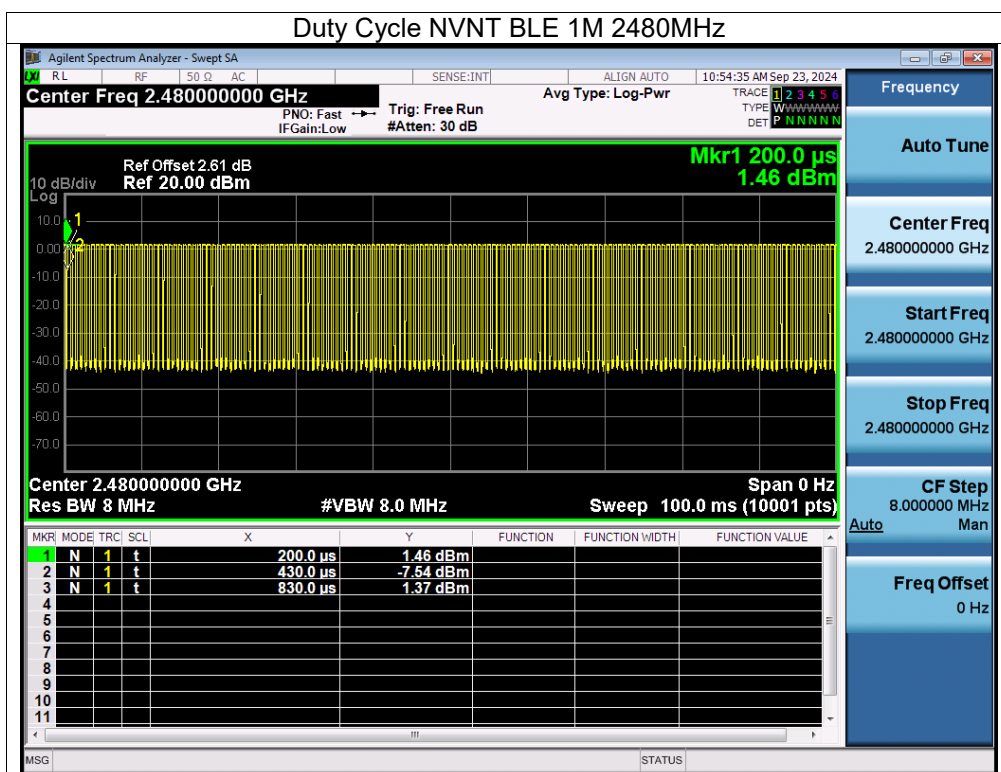 Duty Cycle NVNT BLE 1M 2480MHz
Agilent Spectrum Analyzer - Swept SA
LXI RL RF 50 Ω AC SENSE:INT ALIGN AUTO 10:54:35 AM Sep 23, 2024
Center Freq 2.480000000 GHz
PNO: Fast
IFGain:Low
Trig: Free Run
#Atten: 30 dB
Avg Type: Log-Pwr
TRACE 1 2 3 4 5 6
TYPE WWWWWW
DET P N N N N N
Ref Offset 2.61 dB
10 dB/div Ref 20.00 dBm
Log
Mkr1 200.0 µs
1.46 dBm
10.0
0.00
-10.0
-20.0
-30.0
-40.0
-50.0
-60.0
-70.0
1
2
Center 2.480000000 GHz Span 0 Hz
Res BW 8 MHz #VBW 8.0 MHz Sweep 100.0 ms (10001 pts)
MKR MODE TRC SCL X Y FUNCTION FUNCTION WIDTH FUNCTION VALUE
1 N 1 t 200.0 µs 1.46 dBm
2 N 1 t 430.0 µs -7.54 dBm
3 N 1 t 830.0 µs 1.37 dBm
4
5
6
7
8
9
10
11
MSG STATUS
Frequency
Auto Tune
Center Freq
2.480000000 GHz
Start Freq
2.480000000 GHz
Stop Freq
2.480000000 GHz
CF Step
8.000000 MHz
Auto Man
Freq Offset
0 Hz